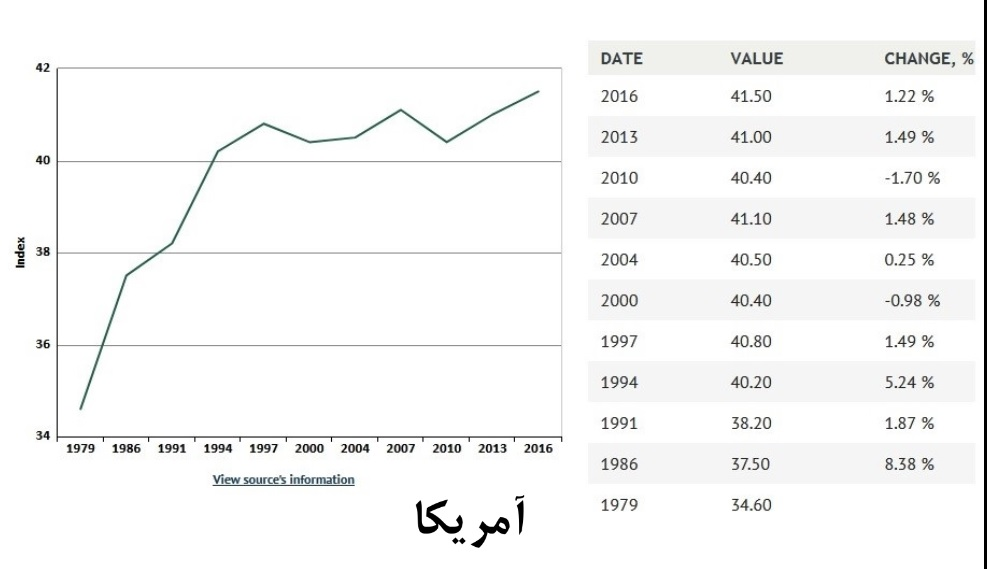 42
40
38
36
34
Index
1979 1986 1991 1994 1997 2000 2004 2007 2010 2013 2016
View source's information
آمریکا
DATE VALUE CHANGE, %
2016 41.50 1.22 %
2013 41.00 1.49 %
2010 40.40 -1.70 %
2007 41.10 1.48 %
2004 40.50 0.25 %
2000 40.40 -0.98 %
1997 40.80 1.49 %
1994 40.20 5.24 %
1991 38.20 1.87 %
1986 37.50 8.38 %
1979 34.60